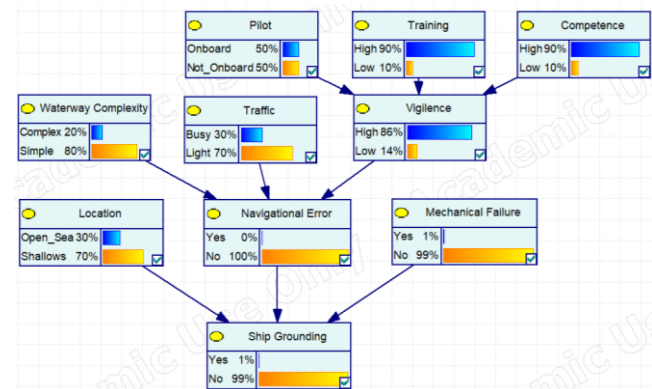 Pilot
Onboard 50%
Not_Onboard 50%
Training
High 90%
Low 10%
Competence
High 90%
Low 10%
Waterway Complexity
Complex 20%
Simple 80%
Traffic
Busy 30%
Light 70%
Vigilence
High 86%
Low 14%
Location
Open_Sea 30%
Shallows 70%
Navigational Error
Yes 0%
No 100%
Mechanical Failure
Yes 1%
No 99%
Ship Grounding
Yes 1%
No 99%